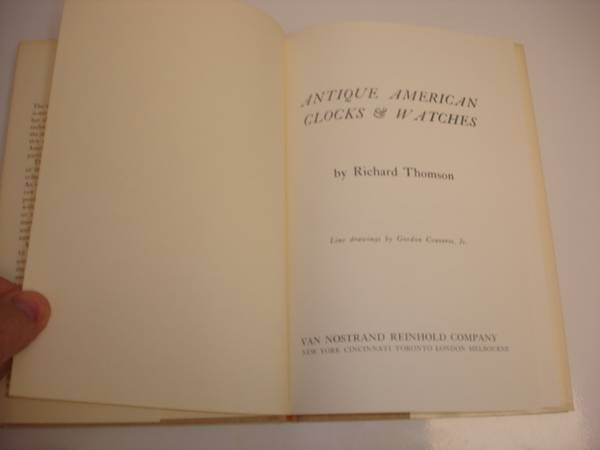 ANTIQUE AMERICAN
CLOCKS & WATCHES
by Richard Thomson
Line drawings by Gordon Converse, Jr.
VAN NOSTRAND REINHOLD COMPANY
NEW YORK CINCINNATI TORONTO LONDON MELBOURNE